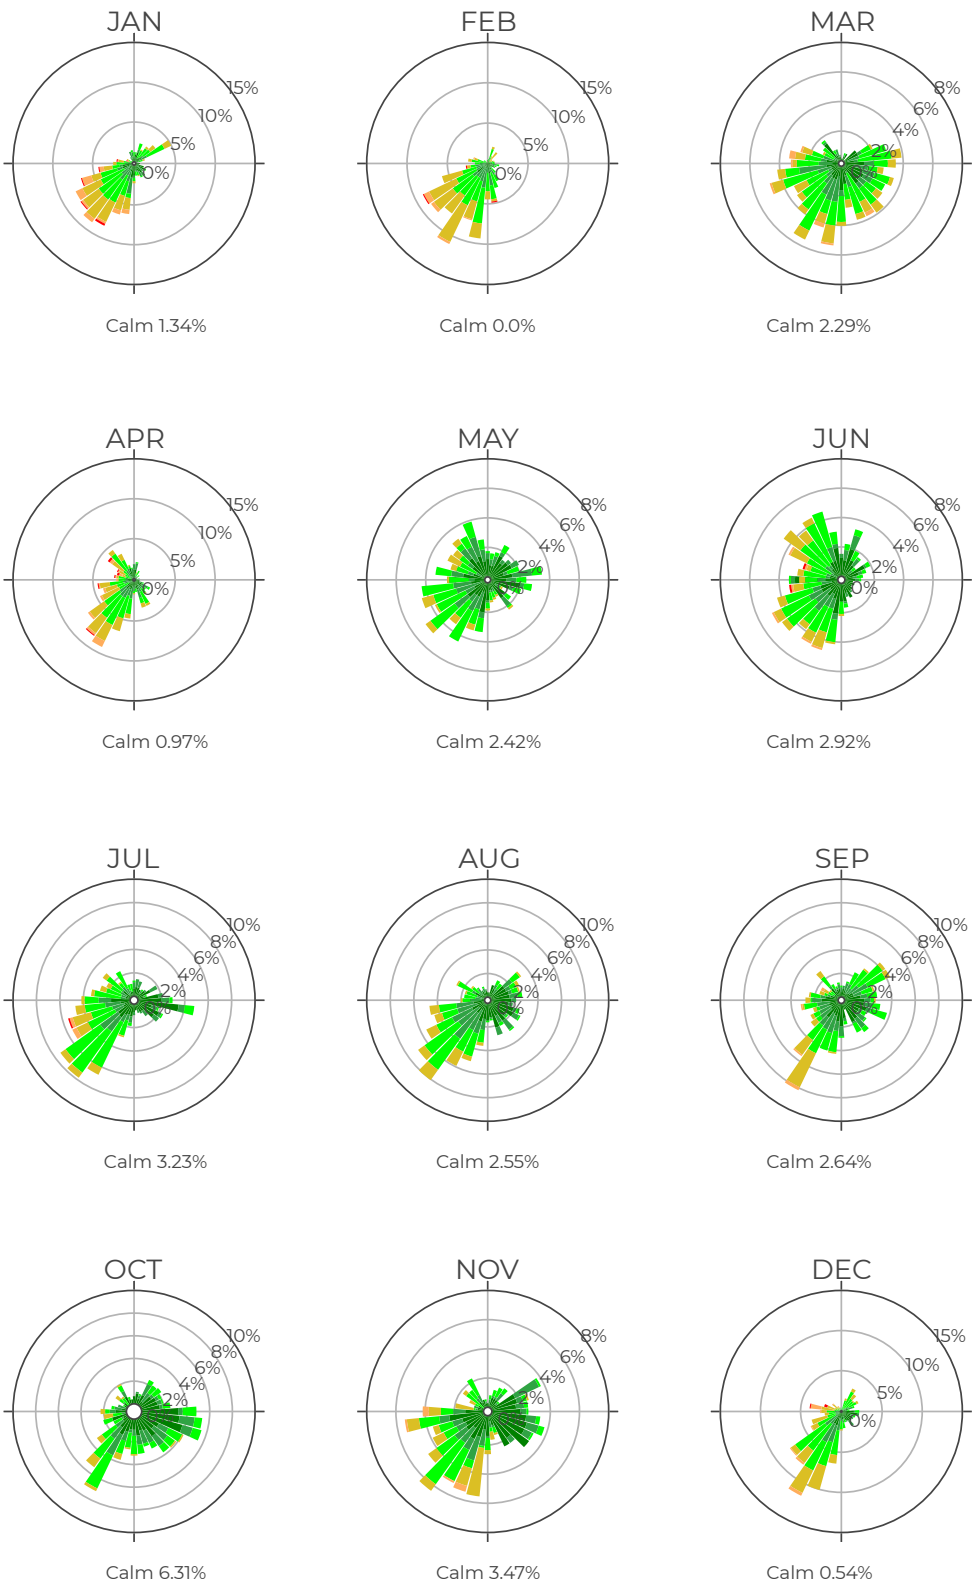 JAN
15%
10%
5%
0%
Calm 1.34%
FEB
15%
10%
5%
0%
Calm 0.0%
MAR
8%
6%
4%
2%
0%
Calm 2.29%
APR
15%
10%
5%
0%
Calm 0.97%
MAY
8%
6%
4%
2%
0%
Calm 2.42%
JUN
8%
6%
4%
2%
0%
Calm 2.92%
JUL
10%
8%
6%
4%
2%
Calm 3.23%
AUG
10%
8%
6%
4%
2%
Calm 2.55%
SEP
10%
8%
6%
4%
2%
Calm 2.64%
OCT
10%
8%
6%
4%
2%
Calm 6.31%
NOV
8%
6%
4%
2%
Calm 3.47%
DEC
15%
10%
5%
0%
Calm 0.54%